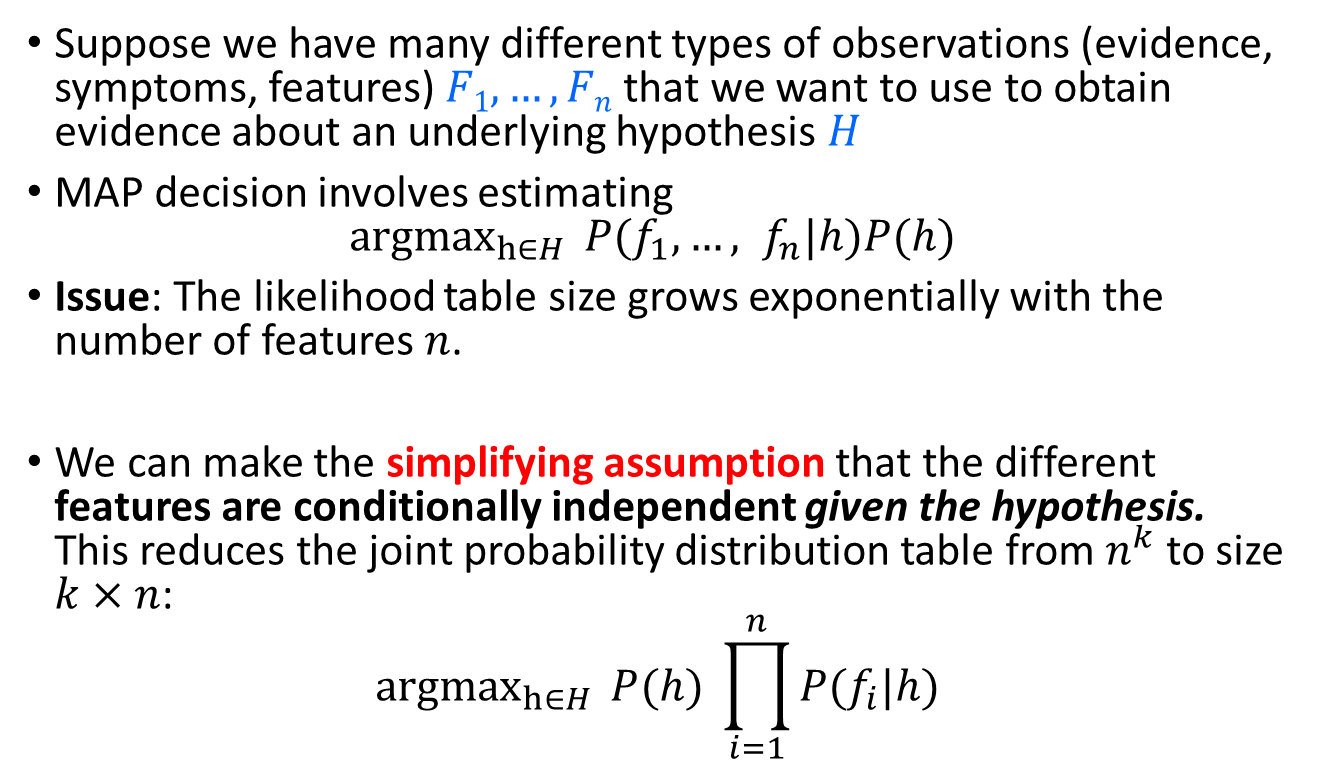 • Suppose we have many different types of observations (evidence,
symptoms, features) F₁, … , Fₙ that we want to use to obtain
evidence about an underlying hypothesis H
• MAP decision involves estimating
argmax_{h∈H} P(f₁, … , fₙ|h)P(h)
• Issue: The likelihood table size grows exponentially with the
number of features n.
• We can make the simplifying assumption that the different
features are conditionally independent given the hypothesis.
This reduces the joint probability distribution table from nᵏ to size
k × n:
argmax_{h∈H} P(h) ∏_{i=1}^{n} P(fᵢ|h)